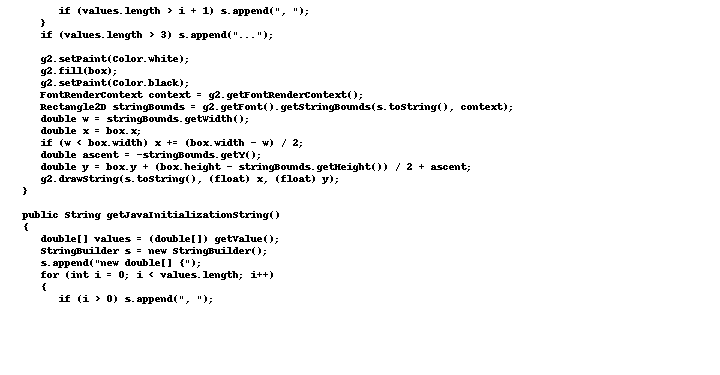 if (values.length > i + 1) s.append(", ");
}
if (values.length > 3) s.append("...");
g2.setPaint(Color.white);
g2.fill(box);
g2.setPaint(Color.black);
FontRenderContext context = g2.getFontRenderContext();
Rectangle2D stringBounds = g2.getFont().getStringBounds(s.toString(), context);
double w = stringBounds.getWidth();
double x = box.x;
if (w < box.width) x += (box.width - w) / 2;
double ascent = -stringBounds.getY();
double y = box.y + (box.height - stringBounds.getHeight()) / 2 + ascent;
g2.drawString(s.toString(), (float) x, (float) y);
}
public String getJavaInitializationString()
{
double[] values = (double[]) getValue();
StringBuilder s = new StringBuilder();
s.append("new double[] {");
for (int i = 0; i < values.length; i++)
{
if (i > 0) s.append(", ");